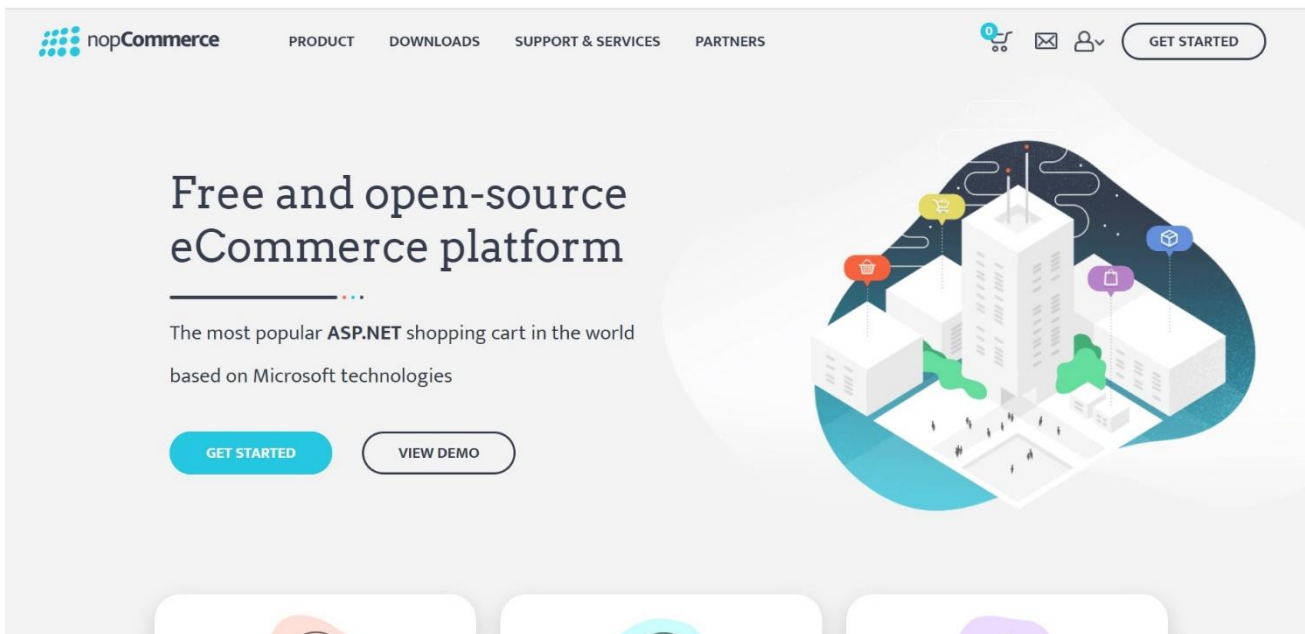 nopCommerce
PRODUCT
DOWNLOADS
SUPPORT & SERVICES
PARTNERS
0
GET STARTED
Free and open-source
eCommerce platform
The most popular ASP.NET shopping cart in the world
based on Microsoft technologies
GET STARTED
VIEW DEMO